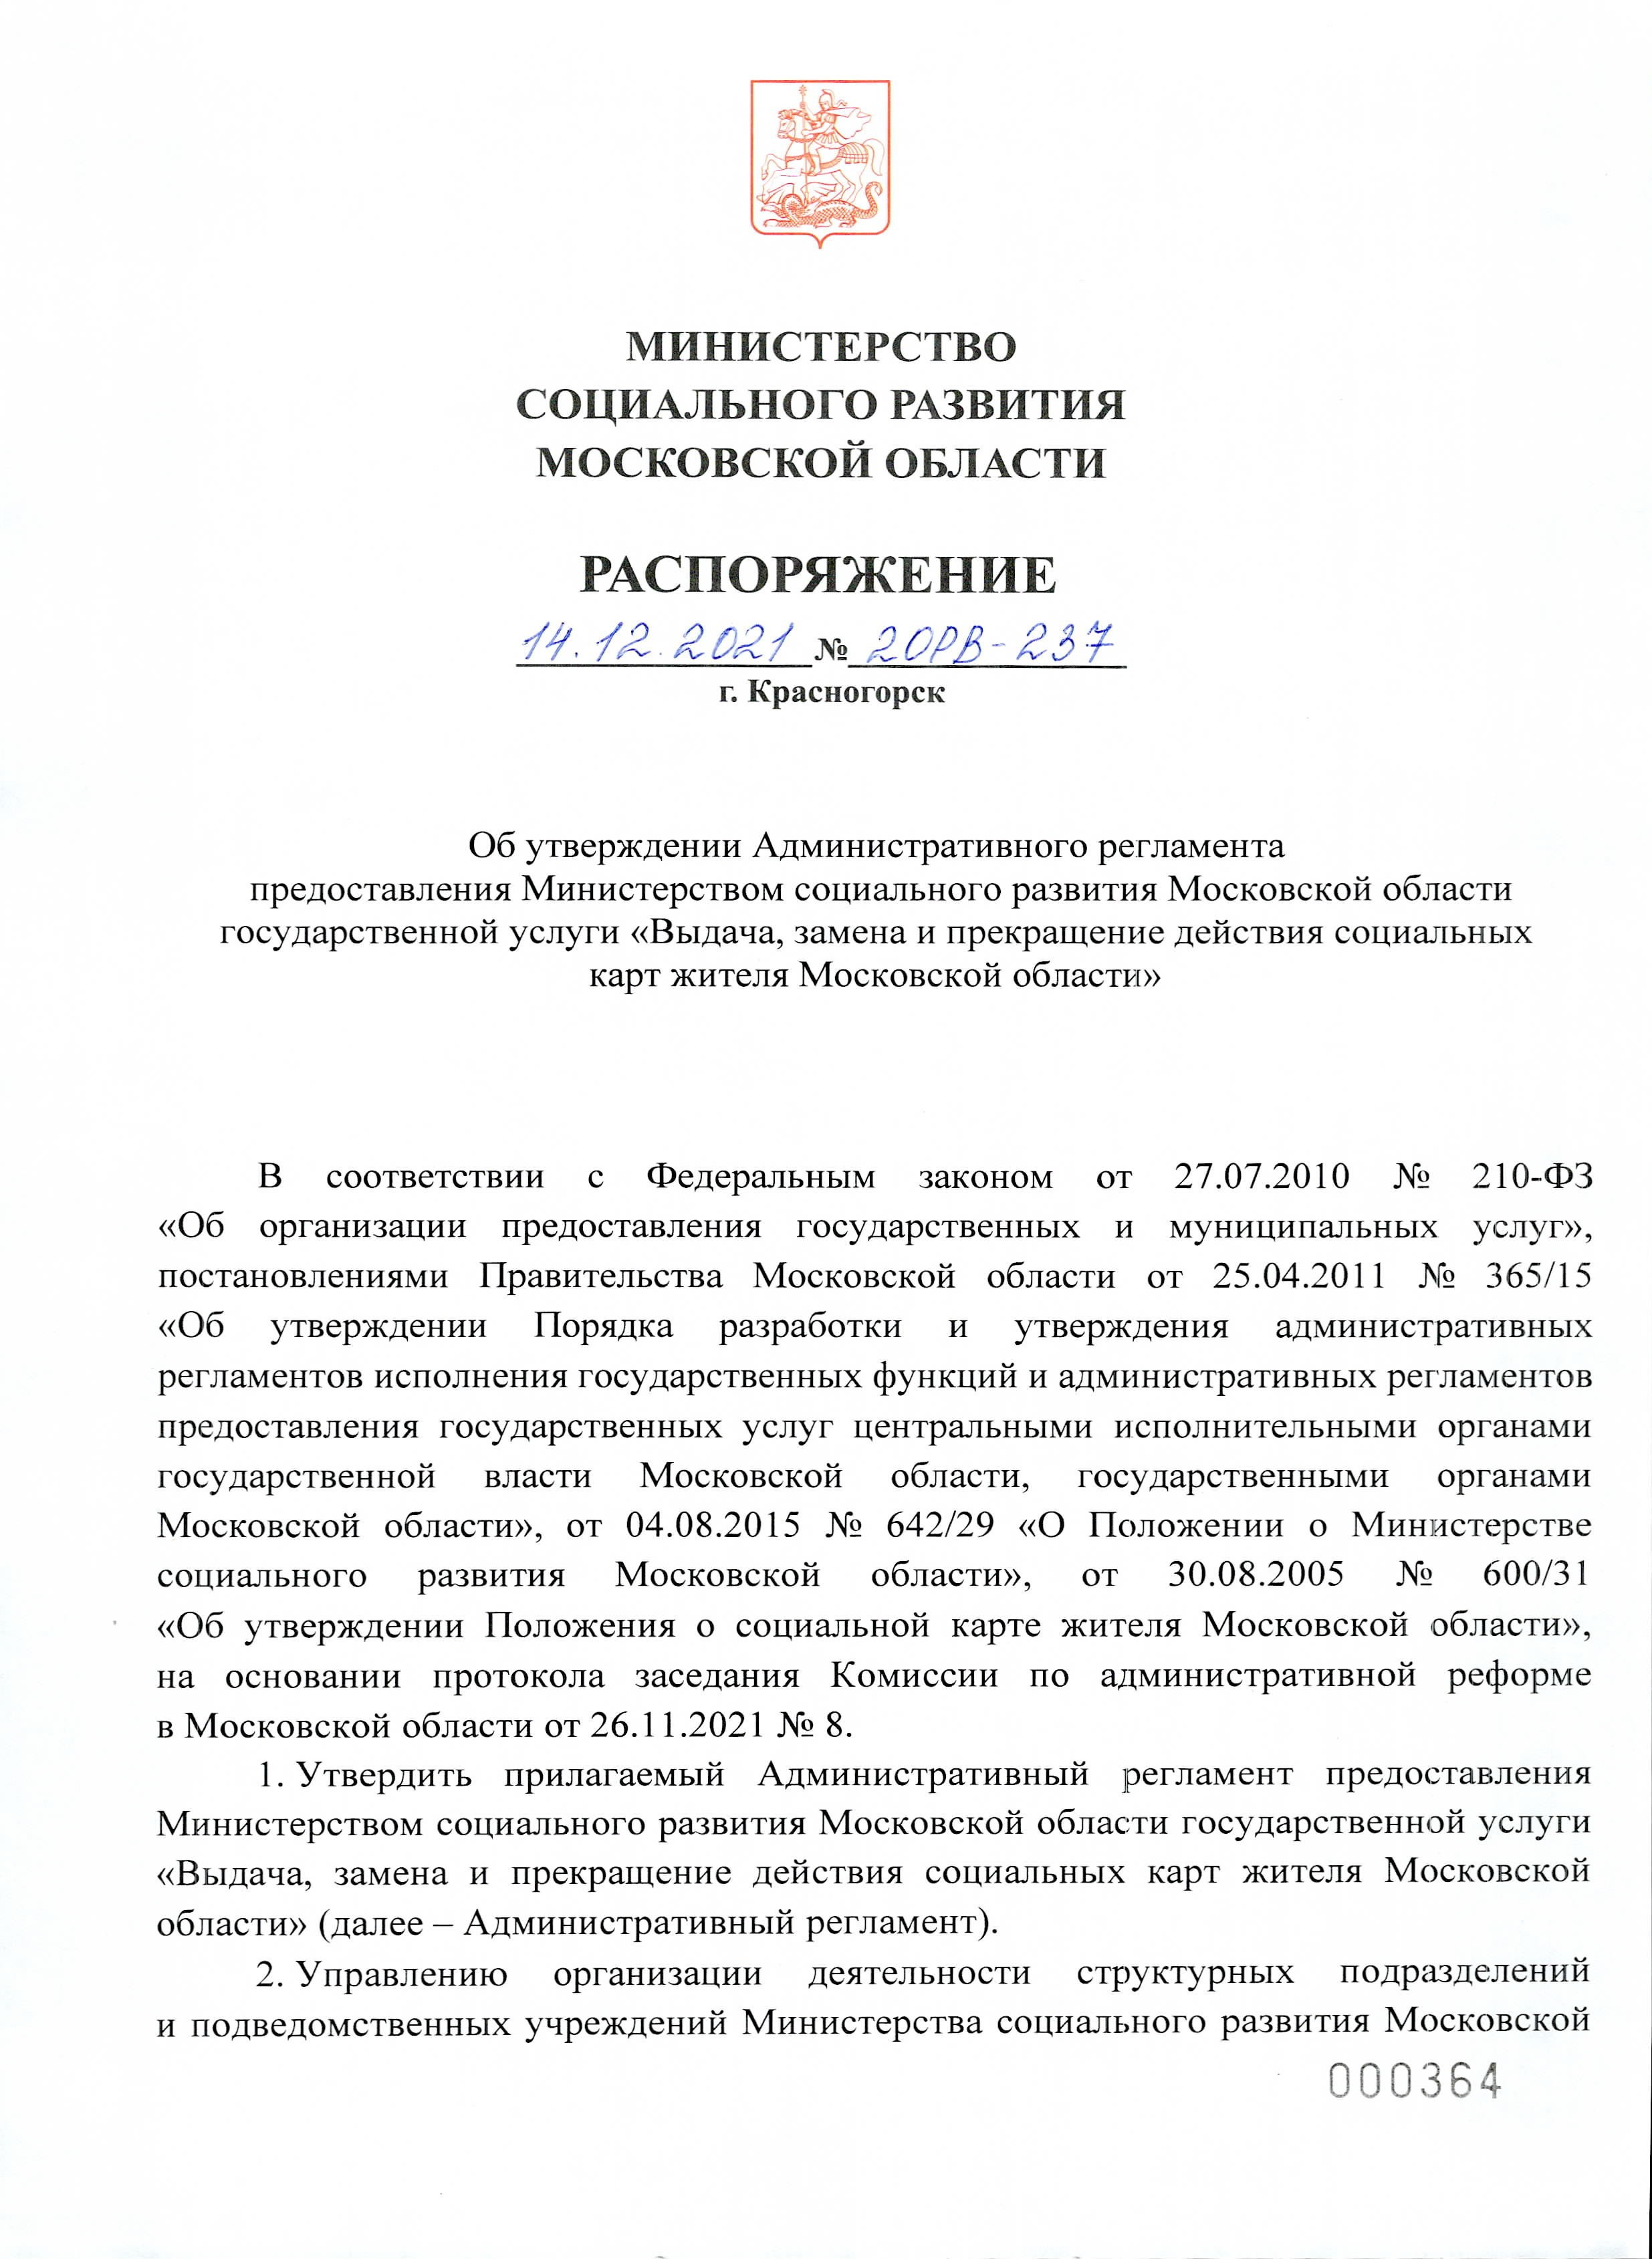 МИНИСТЕРСТВО
СОЦИАЛЬНОГО РАЗВИТИЯ
МОСКОВСКОЙ ОБЛАСТИ
РАСПОРЯЖЕНИЕ
14.12.2021 № 20РВ-237
г. Красногорск
Об утверждении Административного регламента
предоставления Министерством социального развития Московской области
государственной услуги «Выдача, замена и прекращение действия социальных
карт жителя Московской области»
В соответствии с Федеральным законом от 27.07.2010 № 210-ФЗ
«Об организации предоставления государственных и муниципальных услуг»,
постановлениями Правительства Московской области от 25.04.2011 № 365/15
«Об утверждении Порядка разработки и утверждения административных
регламентов исполнения государственных функций и административных регламентов
предоставления государственных услуг центральными исполнительными органами
государственной власти Московской области, государственными органами
Московской области», от 04.08.2015 № 642/29 «О Положении о Министерстве
социального развития Московской области», от 30.08.2005 № 600/31
«Об утверждении Положения о социальной карте жителя Московской области»,
на основании протокола заседания Комиссии по административной реформе
в Московской области от 26.11.2021 № 8.
1. Утвердить прилагаемый Административный регламент предоставления
Министерством социального развития Московской области государственной услуги
«Выдача, замена и прекращение действия социальных карт жителя Московской
области» (далее – Административный регламент).
2. Управлению организации деятельности структурных подразделений
и подведомственных учреждений Министерства социального развития Московской
000364